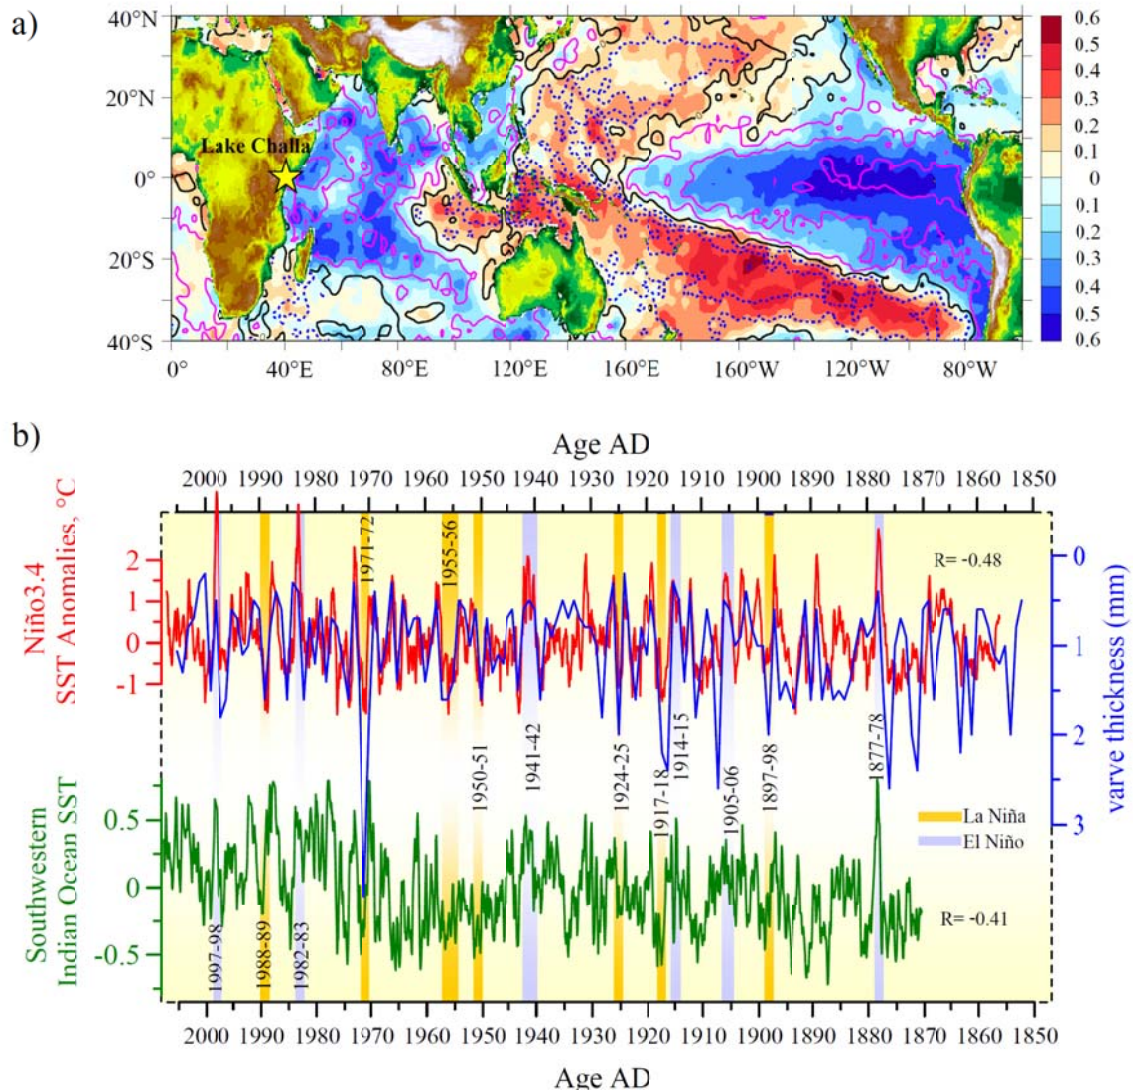 a)
40°N
20°N
0°
20°S
40°S
Lake Challa
0°
40°E
80°E
120°E
160°E
160°W
120°W
80°W
0.6
0.5
0.4
0.3
0.2
0.1
0
0.1
0.2
0.3
0.4
0.5
0.6
b)
Age AD
2000 1990 1980 1970 1960 1950 1940 1930 1920 1910 1900 1890 1880 1870 1860 1850
Niño3.4
SST Anomalies, °C
2
1
0
-1
1971-72
1955-56
R= -0.48
0
1
2
3
varve thickness (mm)
1950-51
1941-42
1924-25
1917-18
1914-15
1905-06
1897-98
1877-78
La Niña
El Niño
Southwestern
Indian Ocean SST
0.5
0
-0.5
1997-98
1988-89
1982-83
R= -0.41
2000 1990 1980 1970 1960 1950 1940 1930 1920 1910 1900 1890 1880 1870 1860 1850
Age AD